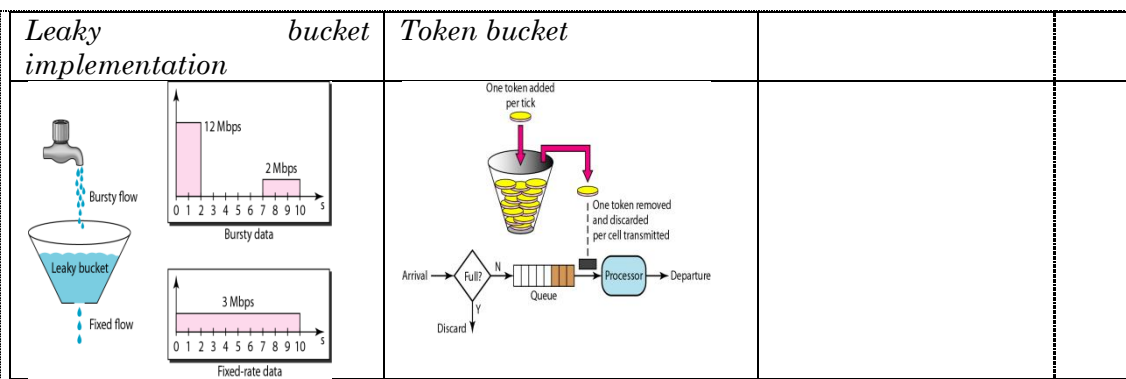 Leaky bucket
implementation
Token bucket
12 Mbps
2 Mbps
0 1 2 3 4 5 6 7 8 9 10 s
Bursty data
Bursty flow
Leaky bucket
Fixed flow
3 Mbps
0 1 2 3 4 5 6 7 8 9 10 s
Fixed-rate data
One token added
per tick
One token removed
and discarded
per cell transmitted
Arrival
Full?
N
Y
Discard
Queue
Processor
Departure